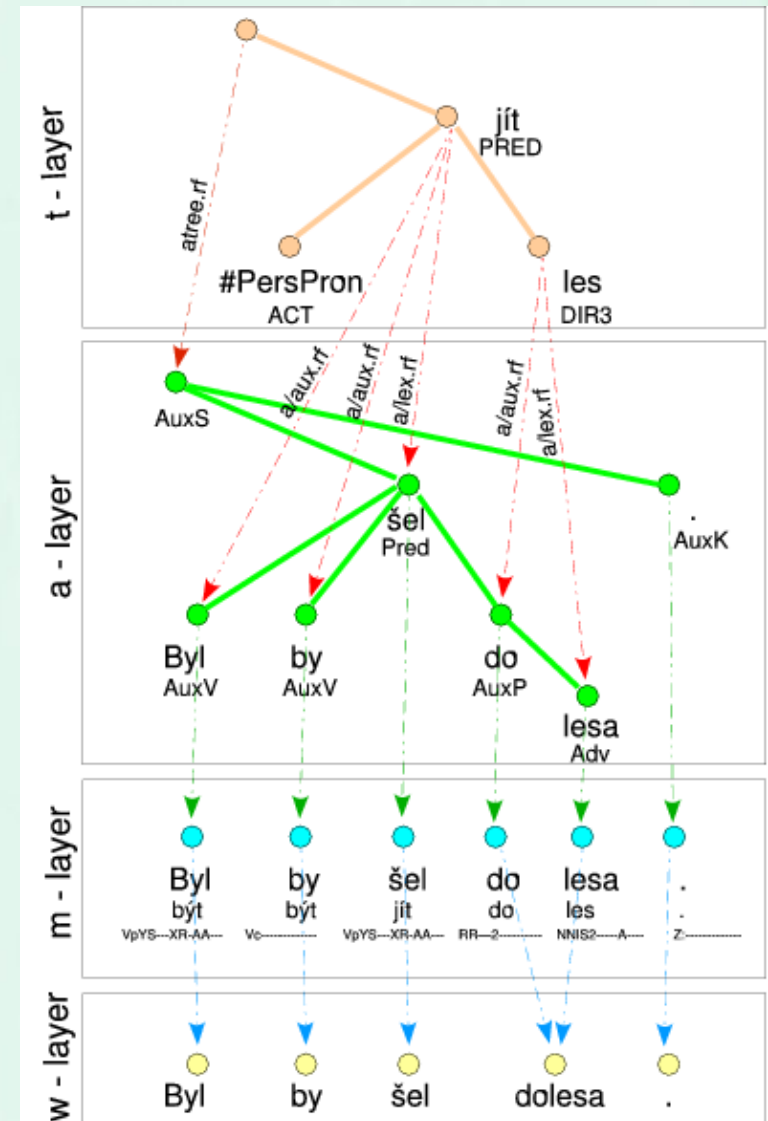 t - layer
jít
PRED
atree.rf
#PersPron
ACT
les
DIR3
a/aux.rf
a/aux.rf
a/lex.rf
a/aux.rf
a/lex.rf
a - layer
AuxS
šel
Pred
.
AuxK
Byl
AuxV
by
AuxV
do
AuxP
lesa
Adv
m - layer
Byl by šel do lesa .
být být jít do les .
VpYS---XR-AA--- Vc------------- VpYS---XR-AA--- RR--2---------- NNIS2-----A---- Z:-------------
w - layer
Byl by šel dolesa .